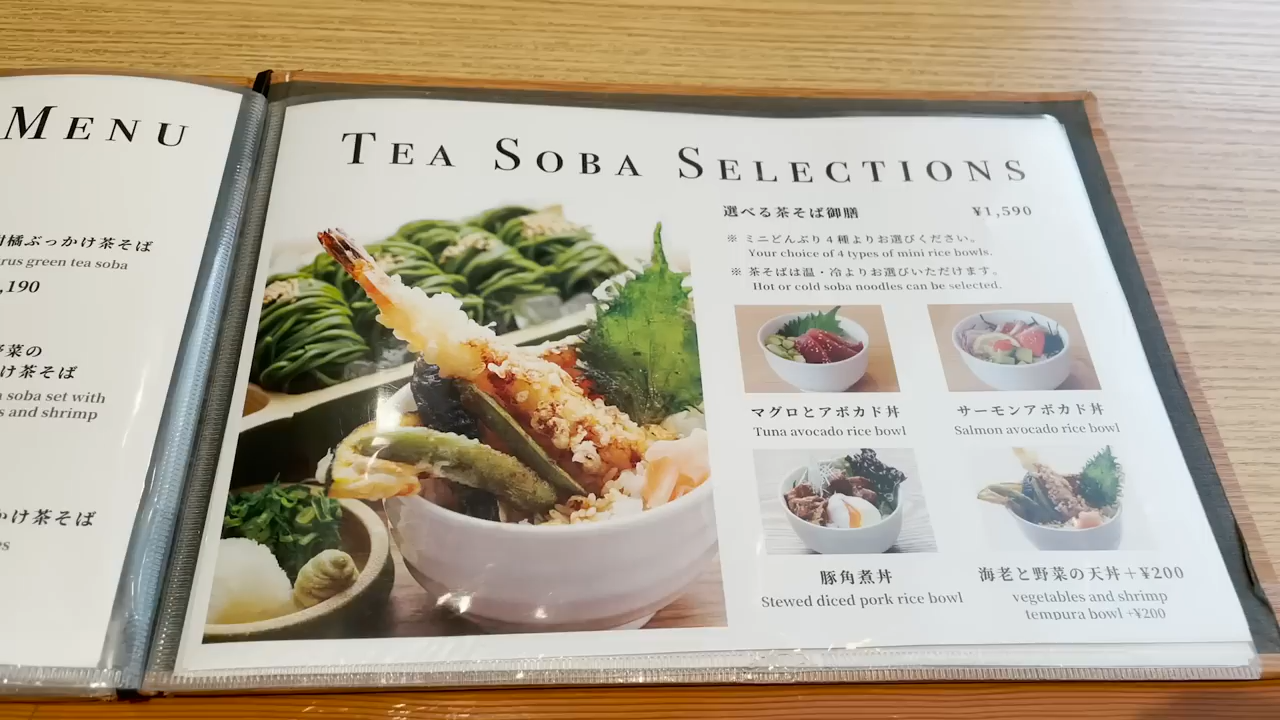 MENU
橘ぶっかけ茶そば
green tea soba
,190
野菜の
け茶そば
soba set with
and shrimp
け茶そば
TEA SOBA SELECTIONS
選べる茶そば御膳 ¥1,590
※ ミニどんぶり4種よりお選びください。
Your choice of 4 types of mini rice bowls.
※ 茶そばは温・冷よりお選びいただけます。
Hot or cold soba noodles can be selected.
マグロとアボカド丼
Tuna avocado rice bowl
サーモンアボカド丼
Salmon avocado rice bowl
豚角煮丼
Stewed diced pork rice bowl
海老と野菜の天丼+¥200
vegetables and shrimp
tempura bowl +¥200